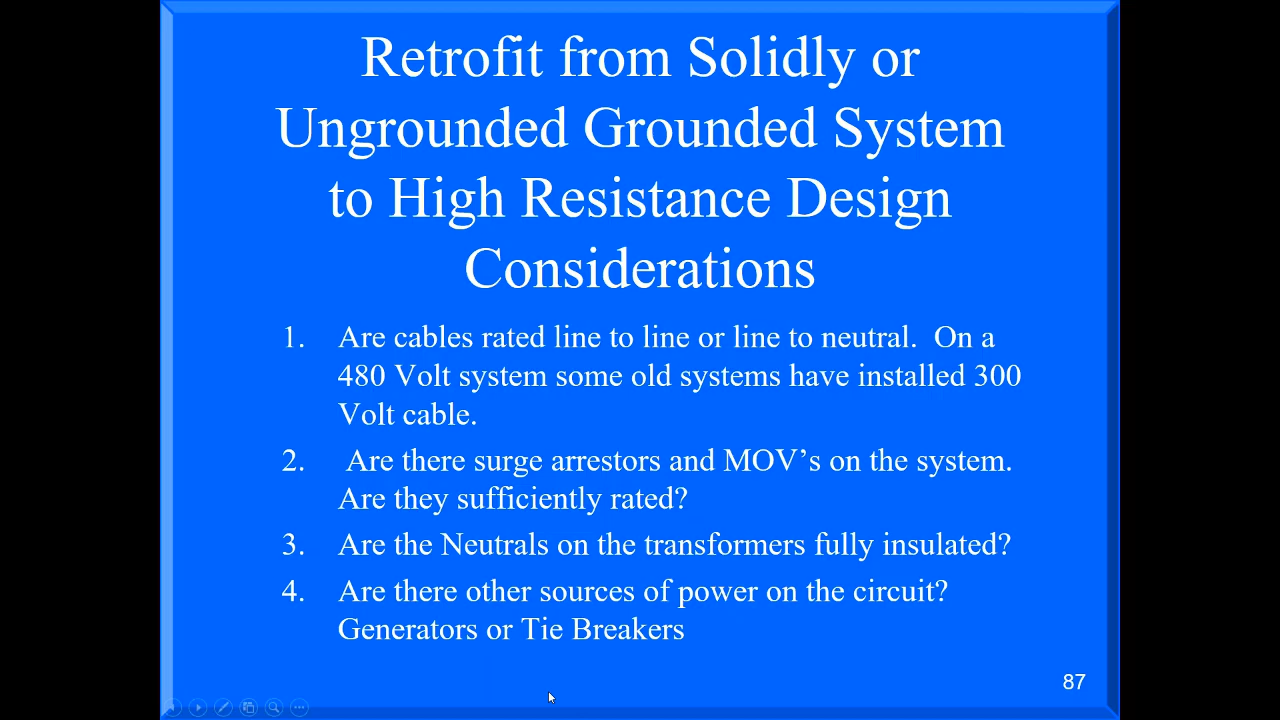 Retrofit from Solidly or
Ungrounded Grounded System
to High Resistance Design
Considerations
1. Are cables rated line to line or line to neutral.  On a
480 Volt system some old systems have installed 300
Volt cable.
2.  Are there surge arrestors and MOV’s on the system.
Are they sufficiently rated?
3. Are the Neutrals on the transformers fully insulated?
4. Are there other sources of power on the circuit?
Generators or Tie Breakers
87